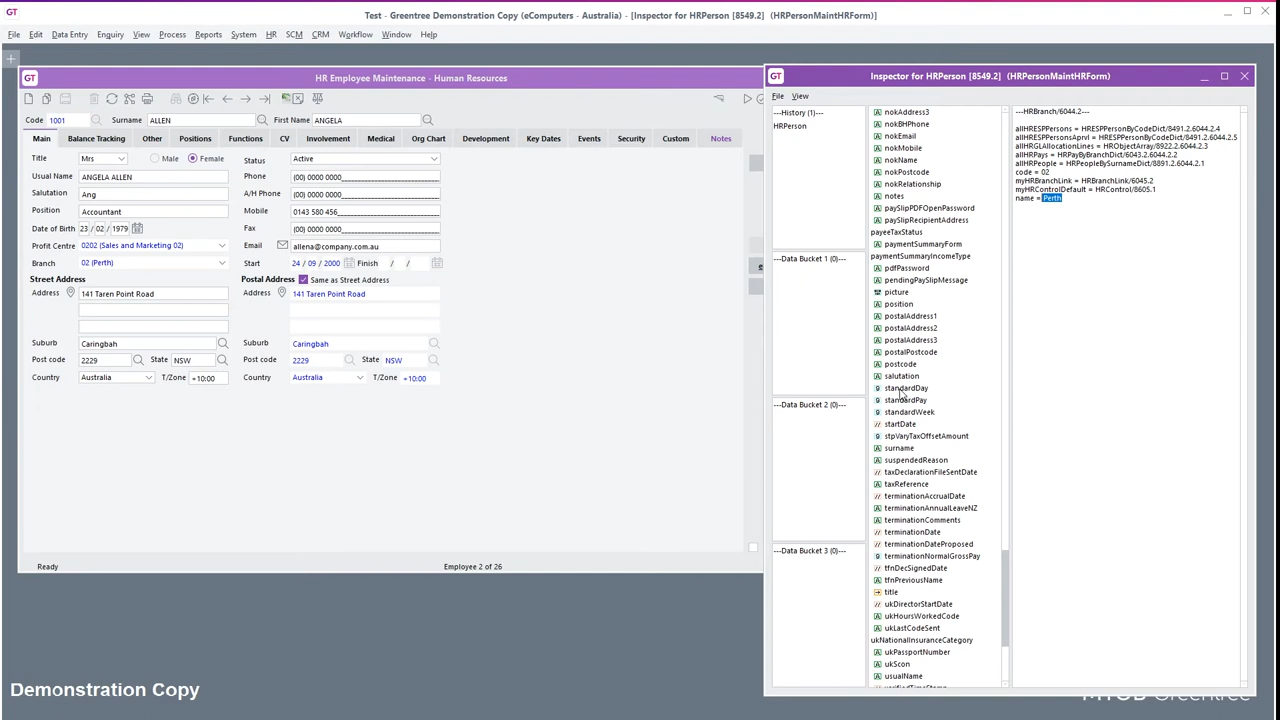 GT
Test - Greentree Demonstration Copy (eComputers - Australia) - [Inspector for HRPerson [8549.2] (HRPersonMaintHRForm)]
File Edit Data Entry Enquiry View Process Reports System HR SCM CRM Workflow Window Help
GT HR Employee Maintenance - Human Resources
Code 1001 Surname ALLEN First Name ANGELA
Main Balance Tracking Other Positions Functions CV Involvement Medical Org Chart Development Key Dates Events Security Custom Notes
Title Mrs Male Female Status Active
Usual Name ANGELA ALLEN Phone (00) 0000 0000
Salutation Ang A/H Phone (00) 0000 0000
Position Accountant Mobile 0143 580 456
Date of Birth 23 / 02 / 1979 Fax (00) 0000 0000
Profit Centre 0202 (Sales and Marketing 02) Email allena@company.com.au
Branch 02 (Perth) Start 24 / 09 / 2000 Finish / /
Street Address Postal Address Same as Street Address
Address 141 Taren Point Road Address 141 Taren Point Road
Suburb Caringbah Suburb Caringbah
Post code 2229 State NSW Post code 2229 State NSW
Country Australia T/Zone +10:00 Country Australia T/Zone +10:00
Ready Employee 2 of 26
Demonstration Copy
GT Inspector for HRPerson [8549.2] (HRPersonMaintHRForm)
File View
---History (1)---
HRPerson
---Data Bucket 1 (0)---
---Data Bucket 2 (0)---
---Data Bucket 3 (0)---
nokAddress3
nokBHPhone
nokEmail
nokMobile
nokName
nokPostcode
nokRelationship
notes
paySlipPDFOpenPassword
paySlipRecipientAddress
payeeTaxStatus
paymentSummaryForm
paymentSummaryIncomeType
pdfPassword
pendingPaySlipMessage
picture
position
postalAddress1
postalAddress2
postalAddress3
postalPostcode
postcode
salutation
standardDay
standardPay
standardWeek
startDate
stpVaryTaxOffsetAmount
surname
suspendedReason
taxDeclarationFileSentDate
taxReference
terminationAccrualDate
terminationAnnualLeaveNZ
terminationComments
terminationDate
terminationDateProposed
terminationNormalGrossPay
tfnDecSignedDate
tfnPreviousName
title
ukDirectorStartDate
ukHoursWorkedCode
ukLastCodeSent
ukNationalInsuranceCategory
ukPassportNumber
ukScon
usualName
---HRBranch/6044.2---
allHRESPPersons = HRESPPersonByCodeDict/8491.2.6044.2.4
allHRESPPersonsAprvl = HRESPPersonByCodeDict/8491.2.6044.2.5
allHRGLAllocationLines = HRObjectArray/8922.2.6044.2.3
allHRPays = HRPayByBranchDict/6043.2.6044.2.2
allHRPeople = HRPeopleBySurnameDict/8891.2.6044.2.1
code = 02
myHRBranchLink = HRBranchLink/6045.2
myHRControlDefault = HRControl/8605.1
name = Perth